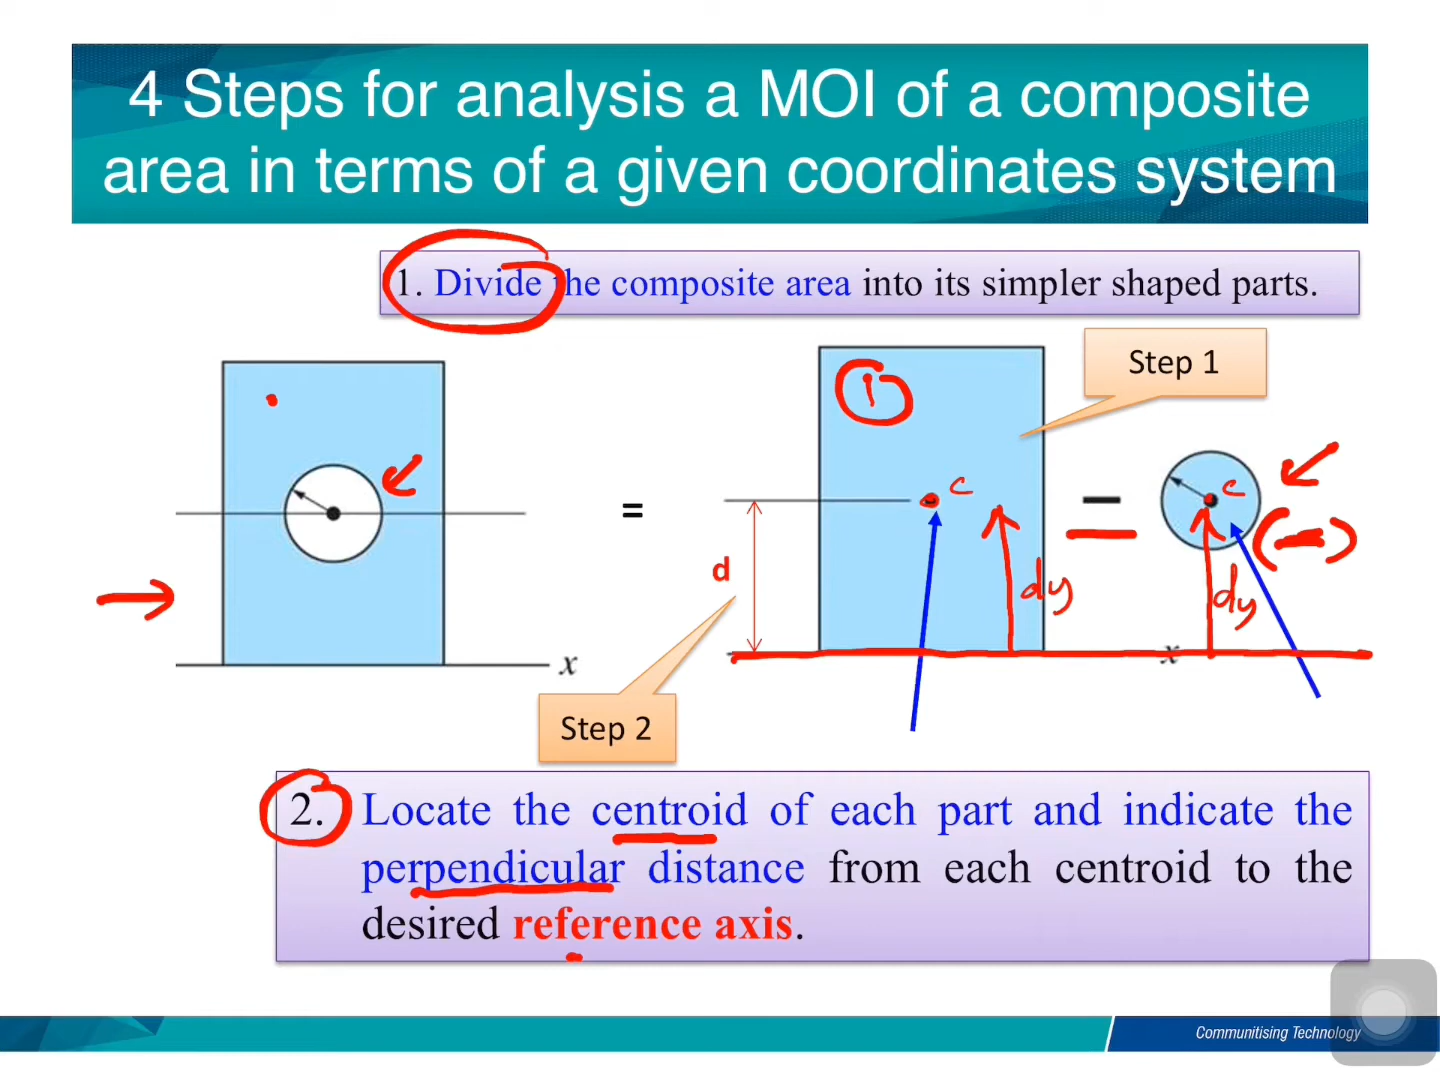 4 Steps for analysis a MOI of a composite
area in terms of a given coordinates system
1. Divide the composite area into its simpler shaped parts.
Step 1
1
c
c
=
(-)
d
dy
dy
x
x
Step 2
2. Locate the centroid of each part and indicate the
perpendicular distance from each centroid to the
desired reference axis.
Communitising Technology